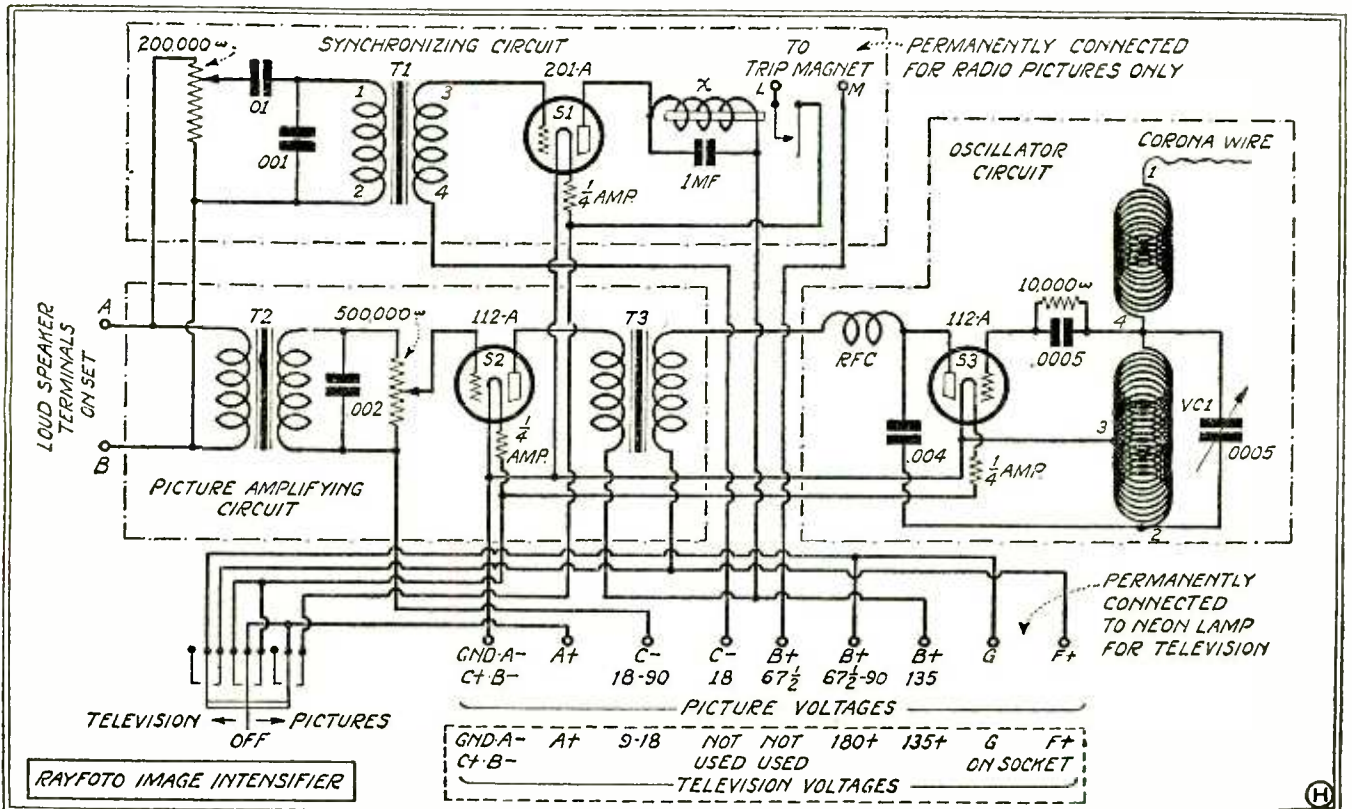 200,000 ω
SYNCHRONIZING CIRCUIT
TO
TRIP MAGNET
PERMANENTLY CONNECTED
FOR RADIO PICTURES ONLY
T1
201-A
L
M
01
001
1
2
3
4
S1
X
1MF
1/4 AMP.
OSCILLATOR
CIRCUIT
CORONA WIRE
1
LOUD SPEAKER
TERMINALS
ON SET
A
B
T2
500,000 ω
002
112-A
S2
1/4
AMP.
T3
PICTURE AMPLIFYING
CIRCUIT
RFC
.004
112-A
S3
10,000 ω
.0005
1/4
AMP
4
3
2
VC1
.0005
PERMANENTLY
CONNECTED
TO NEON LAMP
FOR TELEVISION
GND·A- A+ C- C- B+ B+ B+ G F+
C+·B- 18-90 18 67 1/2 67 1/2-90 135
PICTURE VOLTAGES
TELEVISION PICTURES
OFF
GND·A- A+ 9-18 NOT NOT 180+ 135+ G F+
C+·B- USED USED ON SOCKET
TELEVISION VOLTAGES
RAYFOTO IMAGE INTENSIFIER
H